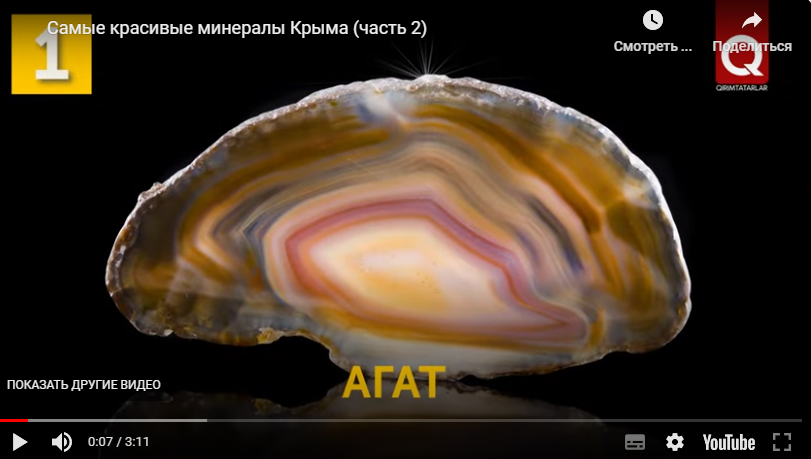 1
Самые красивые минералы Крыма (часть 2)
Смотреть ...
Поделиться
Q
QIRIMTATARLAR
АГАТ
ПОКАЗАТЬ ДРУГИЕ ВИДЕО
0:07 / 3:11
YouTube